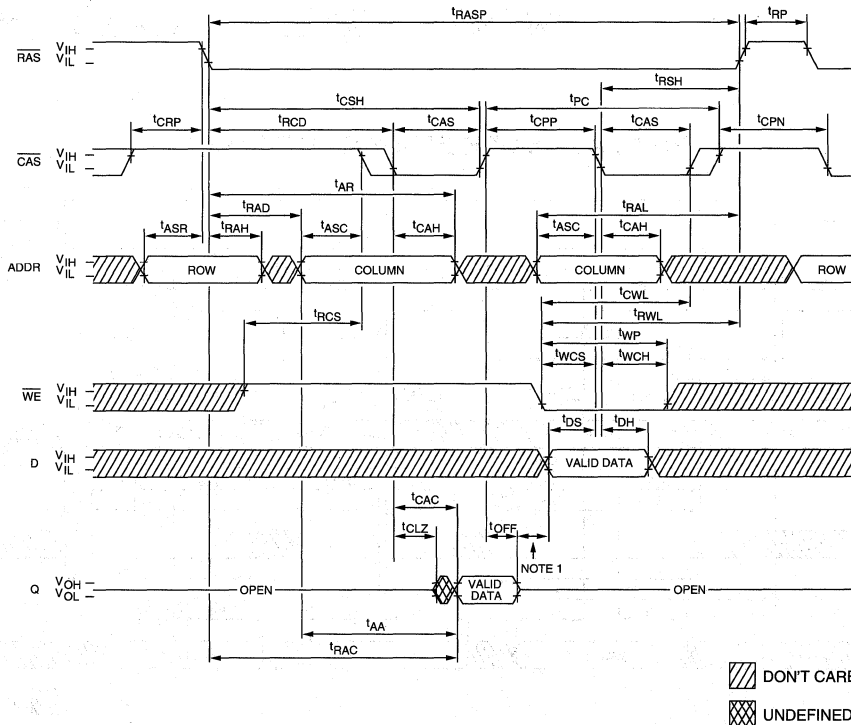 tRASP tRP
RAS VIH
VIL
tRSH
tCSH tPC
tCRP tRCD tCAS tCPP tCAS tCPN
CAS VIH
VIL
tAR
tRAD tRAL
tASR tRAH tASC tCAH tASC tCAH
ADDR VIH
VIL
ROW COLUMN COLUMN ROW
tCWL
tRCS tRWL
tWP
tWCS tWCH
WE VIH
VIL
tDS tDH
D VIH
VIL
VALID DATA
tCAC
tCLZ tOFF
NOTE 1
Q VOH
VOL
OPEN VALID DATA OPEN
tAA
tRAC
DON'T CARE
UNDEFINED